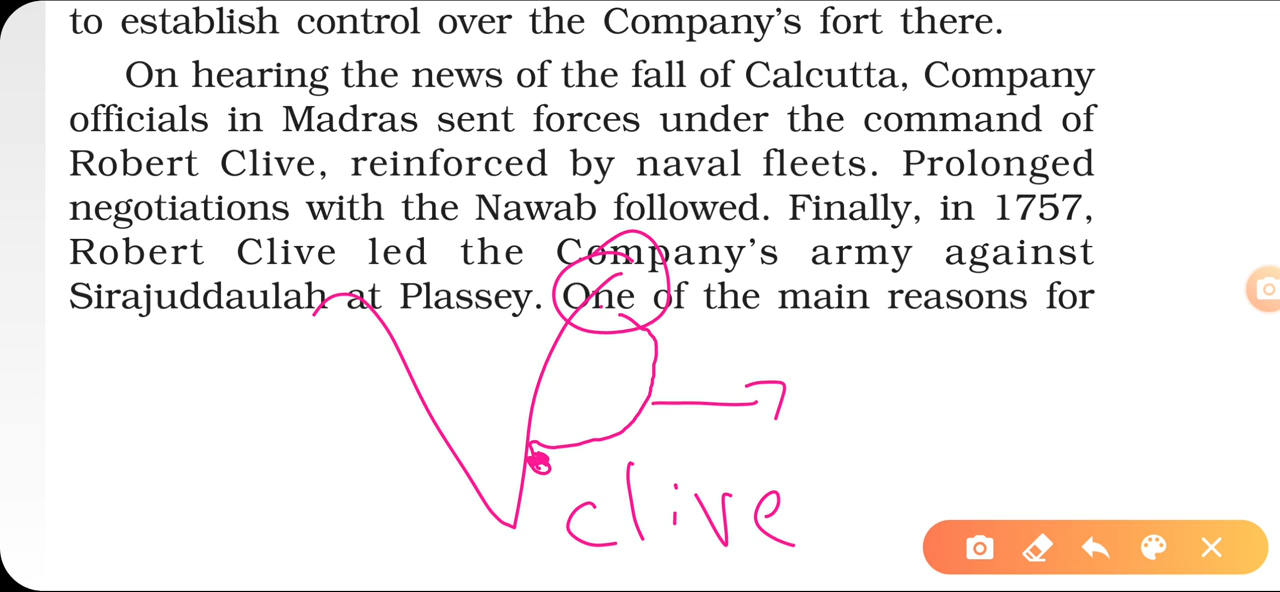 to establish control over the Company's fort there.
On hearing the news of the fall of Calcutta, Company
officials in Madras sent forces under the command of
Robert Clive, reinforced by naval fleets. Prolonged
negotiations with the Nawab followed. Finally, in 1757,
Robert Clive led the Company's army against
Sirajuddaulah at Plassey. One of the main reasons for
clive